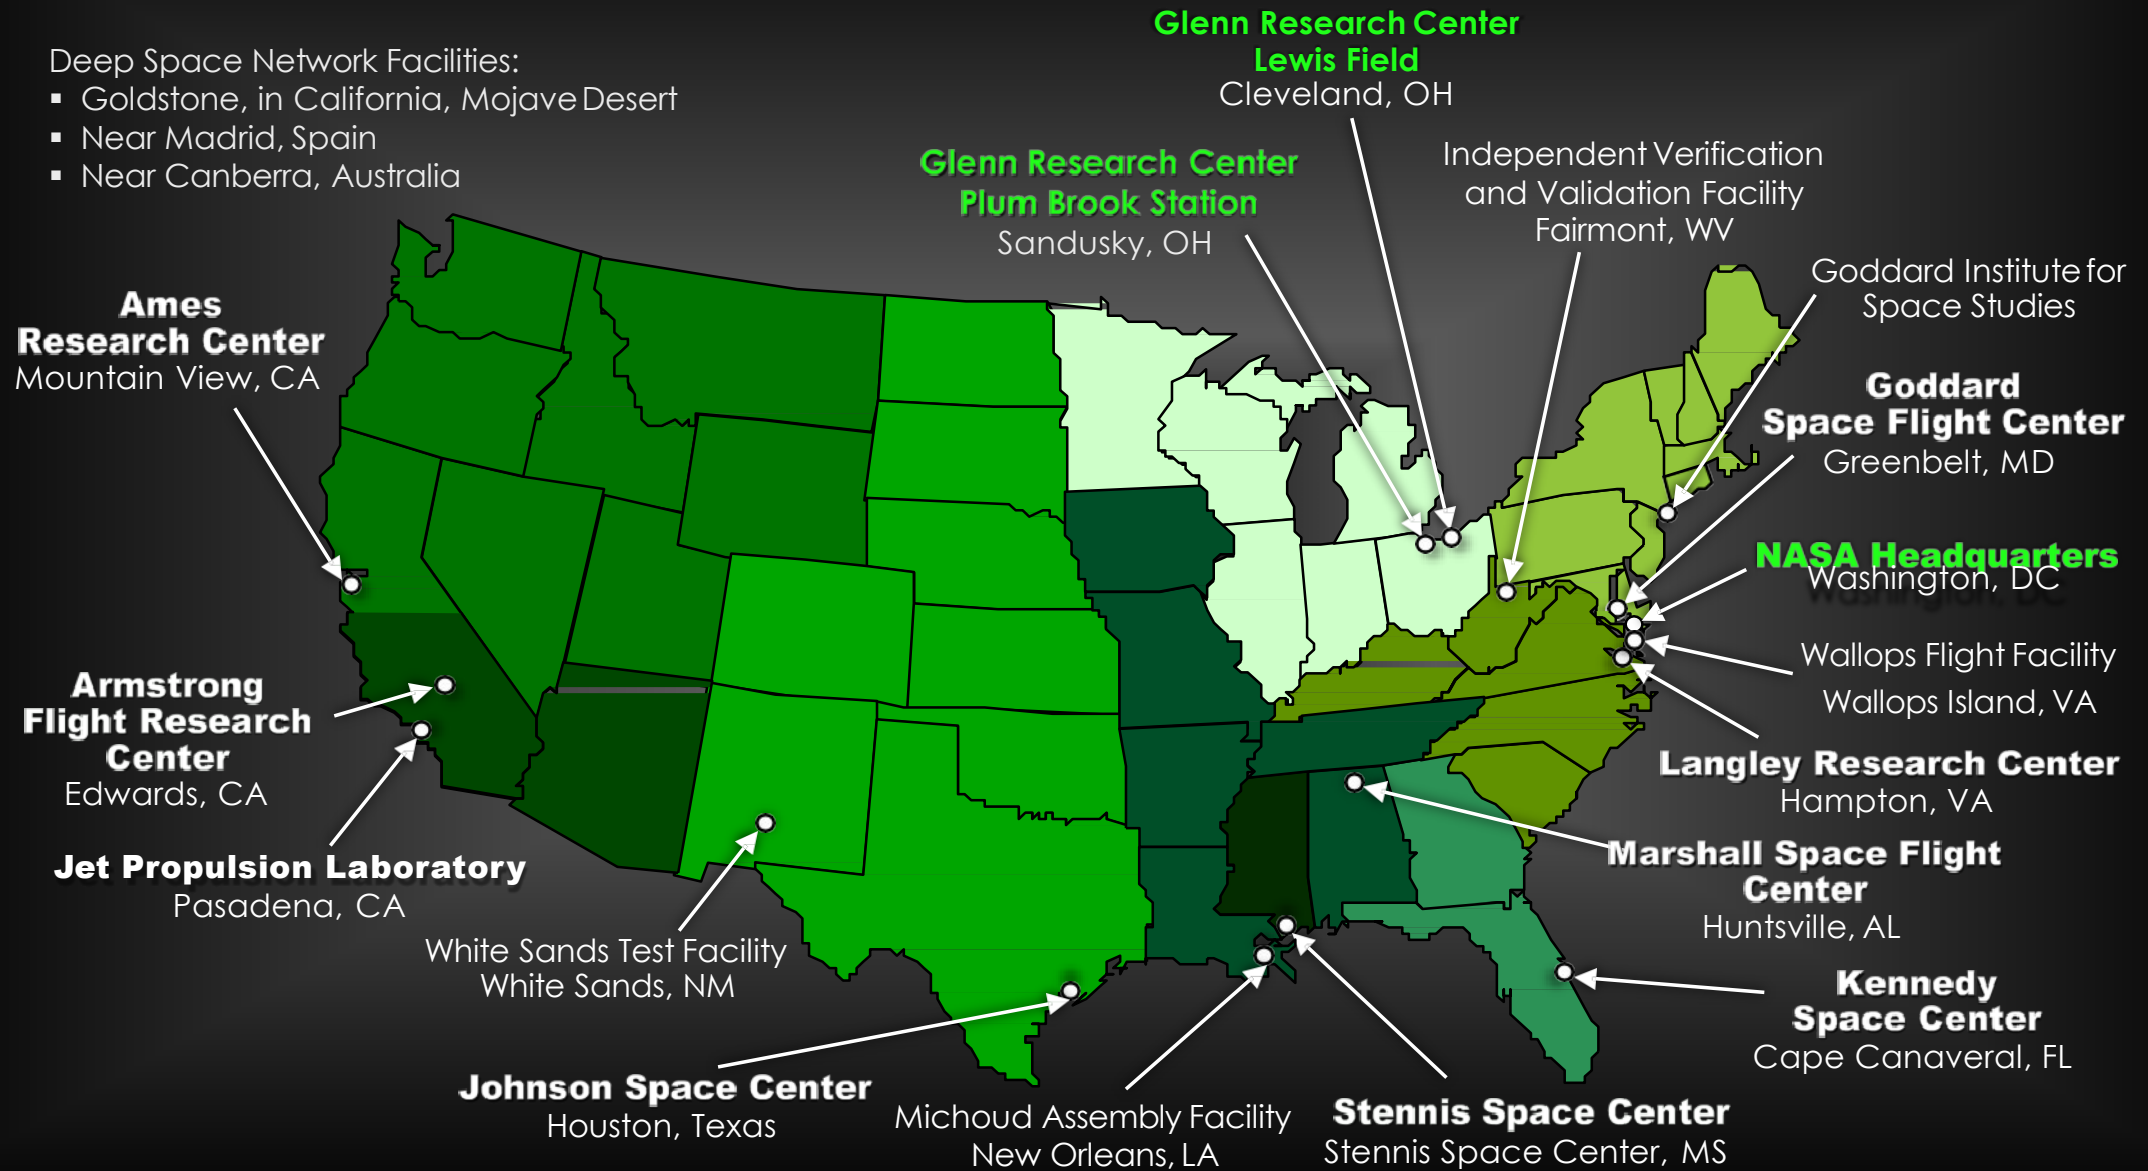 Deep Space Network Facilities:
▪ Goldstone, in California, Mojave Desert
▪ Near Madrid, Spain
▪ Near Canberra, Australia
Glenn Research Center
Lewis Field
Cleveland, OH
Glenn Research Center
Plum Brook Station
Sandusky, OH
Independent Verification
and Validation Facility
Fairmont, WV
Goddard Institute for
Space Studies
Ames
Research Center
Mountain View, CA
Goddard
Space Flight Center
Greenbelt, MD
NASA Headquarters
Washington, DC
Wallops Flight Facility
Wallops Island, VA
Armstrong
Flight Research
Center
Edwards, CA
Langley Research Center
Hampton, VA
Jet Propulsion Laboratory
Pasadena, CA
Marshall Space Flight
Center
Huntsville, AL
White Sands Test Facility
White Sands, NM
Kennedy
Space Center
Cape Canaveral, FL
Johnson Space Center
Houston, Texas
Michoud Assembly Facility
New Orleans, LA
Stennis Space Center
Stennis Space Center, MS